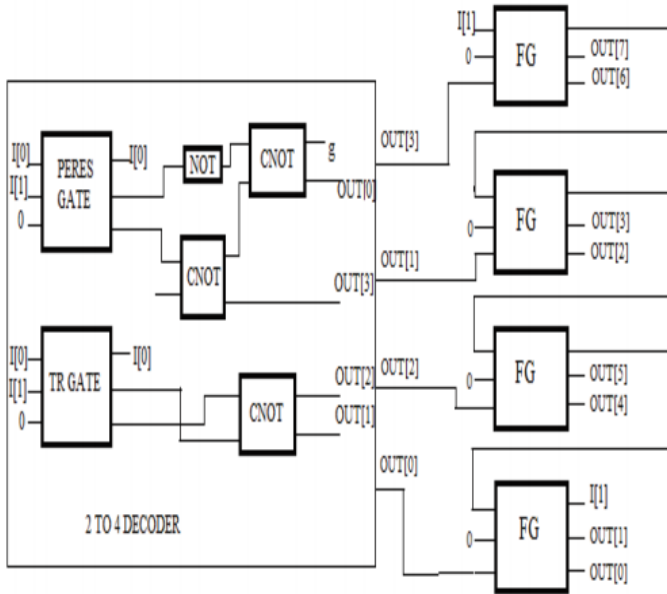 I[0]
I[1]
0
PERES
GATE
I[0]
NOT
CNOT
g
OUT[0]
CNOT
OUT[3]
I[0]
I[1]
0
TR GATE
I[0]
CNOT
OUT[2]
OUT[1]
2 TO 4 DECODER
OUT[3]
OUT[1]
OUT[2]
OUT[0]
I[1]
0
FG
OUT[7]
OUT[6]
0
FG
OUT[3]
OUT[2]
0
FG
OUT[5]
OUT[4]
0
FG
I[1]
OUT[1]
OUT[0]